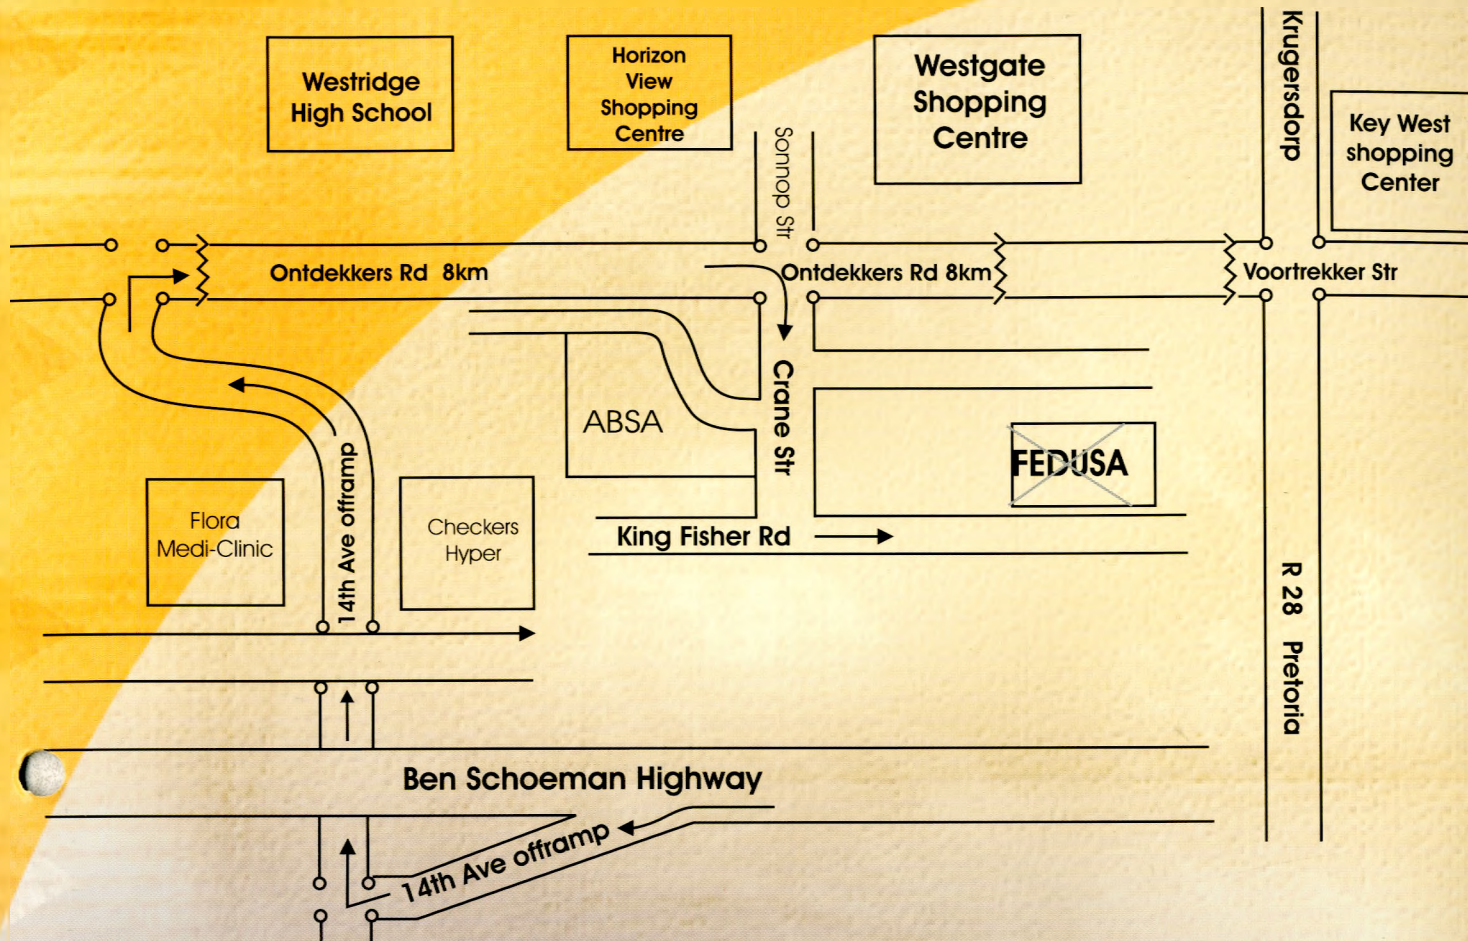 Westridge
High School
Horizon
View
Shopping
Centre
Westgate
Shopping
Centre
Krugersdorp
Key West
shopping
Center
Sonnop Str
Ontdekkers Rd 8km
Ontdekkers Rd 8km
Voortrekker Str
Crane Str
ABSA
FEDUSA
14th Ave offramp
Flora
Medi-Clinic
Checkers
Hyper
King Fisher Rd
R 28 Pretoria
Ben Schoeman Highway
14th Ave offramp